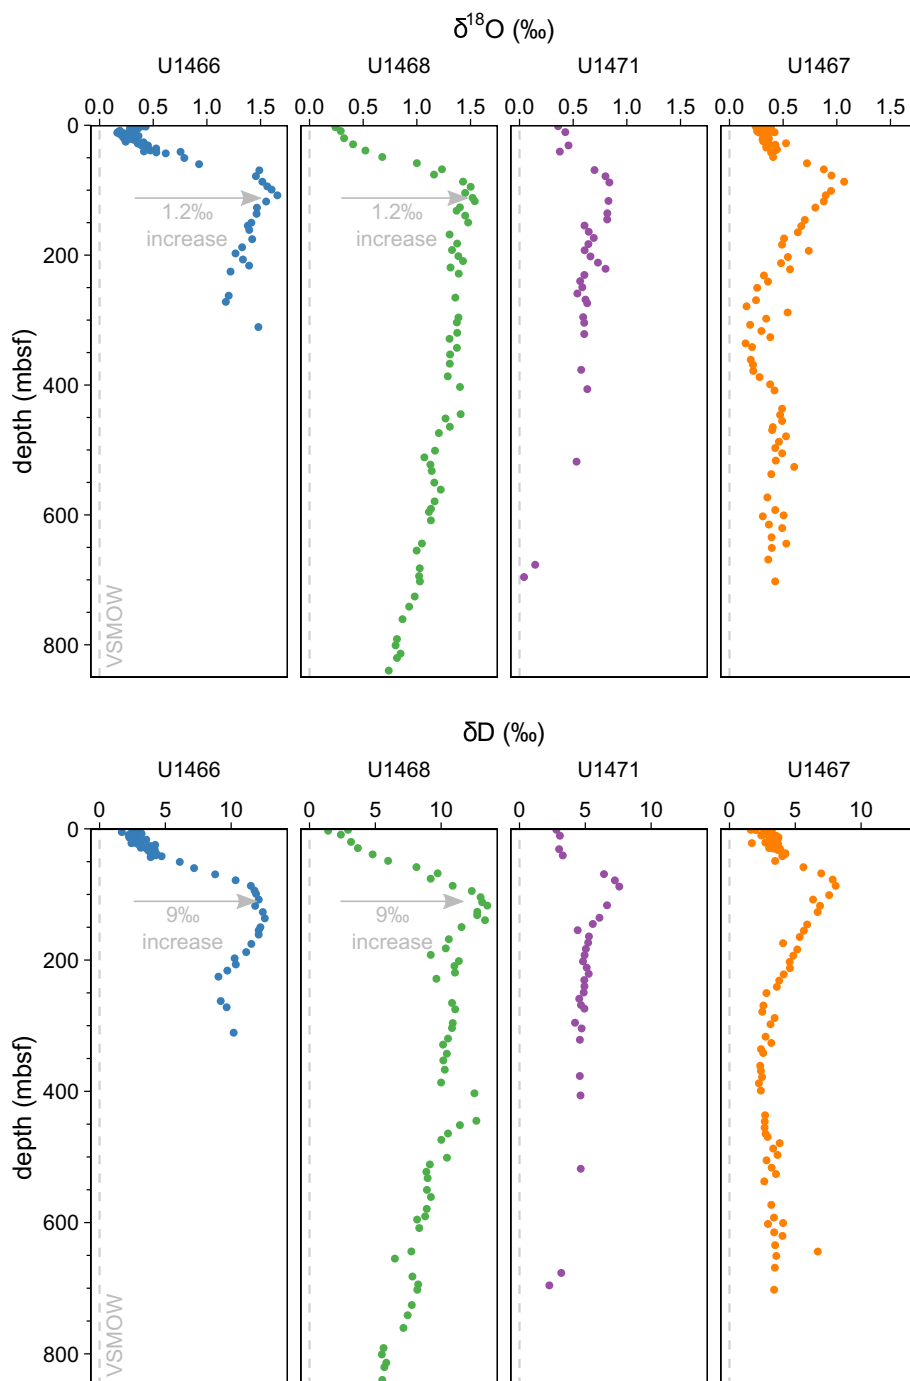 δ¹⁸O (‰)
U1466 U1468 U1471 U1467
0.0 0.5 1.0 1.5 0.0 0.5 1.0 1.5 0.0 0.5 1.0 1.5 0.0 0.5 1.0 1.5
0
200
400
600
800
depth (mbsf)
1.2‰
increase
1.2‰
increase
VSMOW
δD (‰)
U1466 U1468 U1471 U1467
0 5 10 0 5 10 0 5 10 0 5 10
0
200
400
600
800
depth (mbsf)
9‰
increase
9‰
increase
VSMOW